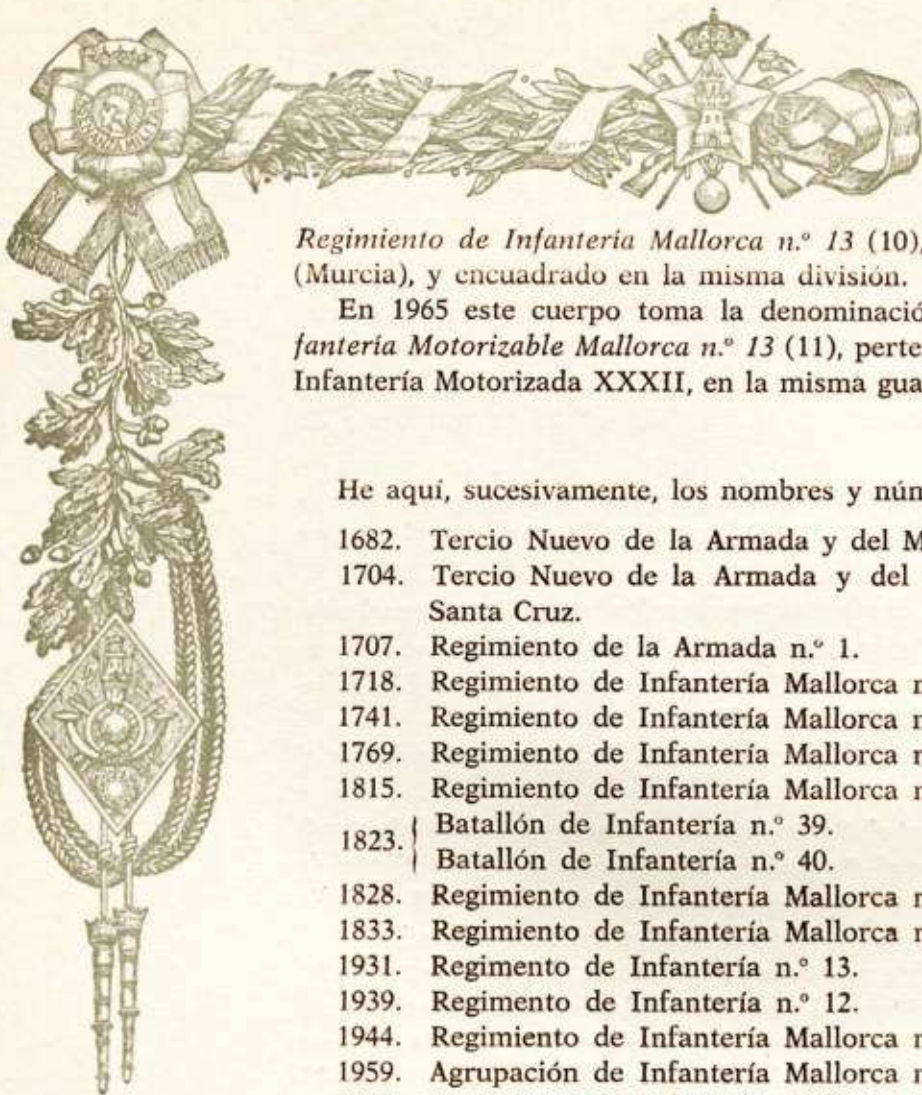 Regimiento de Infantería Mallorca n.º 13 (10),
(Murcia), y encuadrado en la misma división.
En 1965 este cuerpo toma la denominació
fantería Motorizable Mallorca n.º 13 (11), perte
Infantería Motorizada XXXII, en la misma gua
He aquí, sucesivamente, los nombres y núm
1682. Tercio Nuevo de la Armada y del M
1704. Tercio Nuevo de la Armada y del
Santa Cruz.
1707. Regimiento de la Armada n.º 1.
1718. Regimiento de Infantería Mallorca n
1741. Regimiento de Infantería Mallorca n
1769. Regimiento de Infantería Mallorca n
1815. Regimiento de Infantería Mallorca n
1823. Batallón de Infantería n.º 39.
Batallón de Infantería n.º 40.
1828. Regimiento de Infantería Mallorca n
1833. Regimiento de Infantería Mallorca n
1931. Regimento de Infantería n.º 13.
1939. Regimento de Infantería n.º 12.
1944. Regimiento de Infantería Mallorca n
1959. Agrupación de Infantería Mallorca n